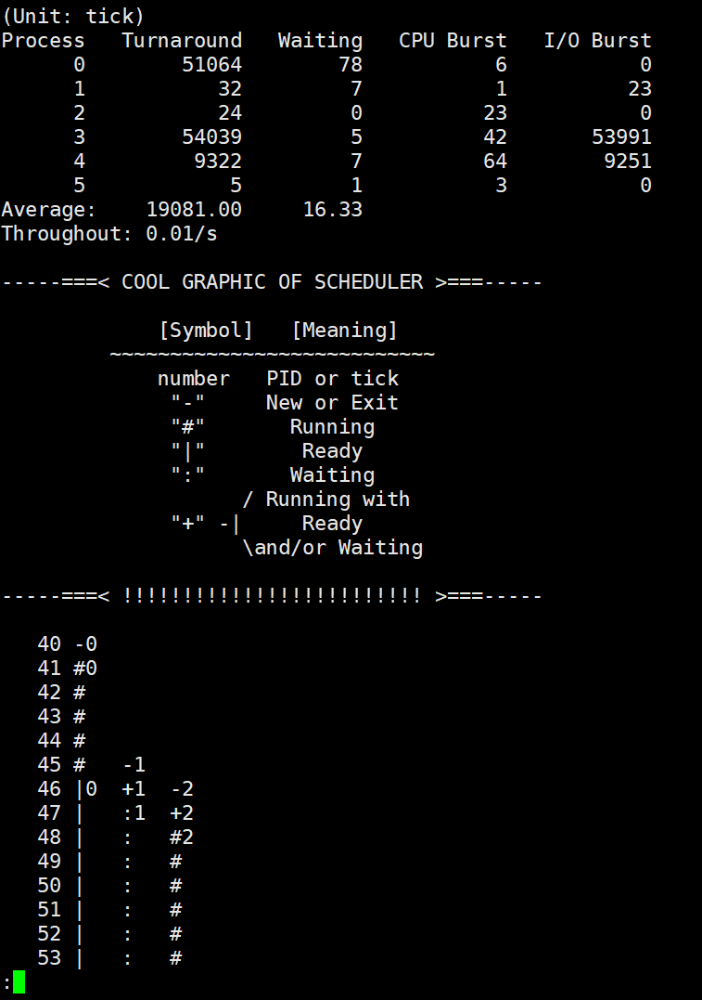 (Unit: tick)
Process   Turnaround   Waiting   CPU Burst   I/O Burst
      0        51064        78           6           0
      1           32         7           1          23
      2           24         0          23           0
      3        54039         5          42       53991
      4         9322         7          64        9251
      5            5         1           3           0
Average:    19081.00     16.33
Throughout: 0.01/s
-----===< COOL GRAPHIC OF SCHEDULER >===-----
             [Symbol]   [Meaning]
         ~~~~~~~~~~~~~~~~~~~~~~~~~~~
             number   PID or tick
              "-"     New or Exit
              "#"       Running
              "|"        Ready
              ":"       Waiting
                    / Running with
              "+" -|     Ready
                    \and/or Waiting
-----===< !!!!!!!!!!!!!!!!!!!!!!!!! >===-----
   40 -0
   41 #0
   42 #
   43 #
   44 #
   45 #   -1
   46 |0  +1  -2
   47 |   :1  +2
   48 |   :   #2
   49 |   :   #
   50 |   :   #
   51 |   :   #
   52 |   :   #
   53 |   :   #
: